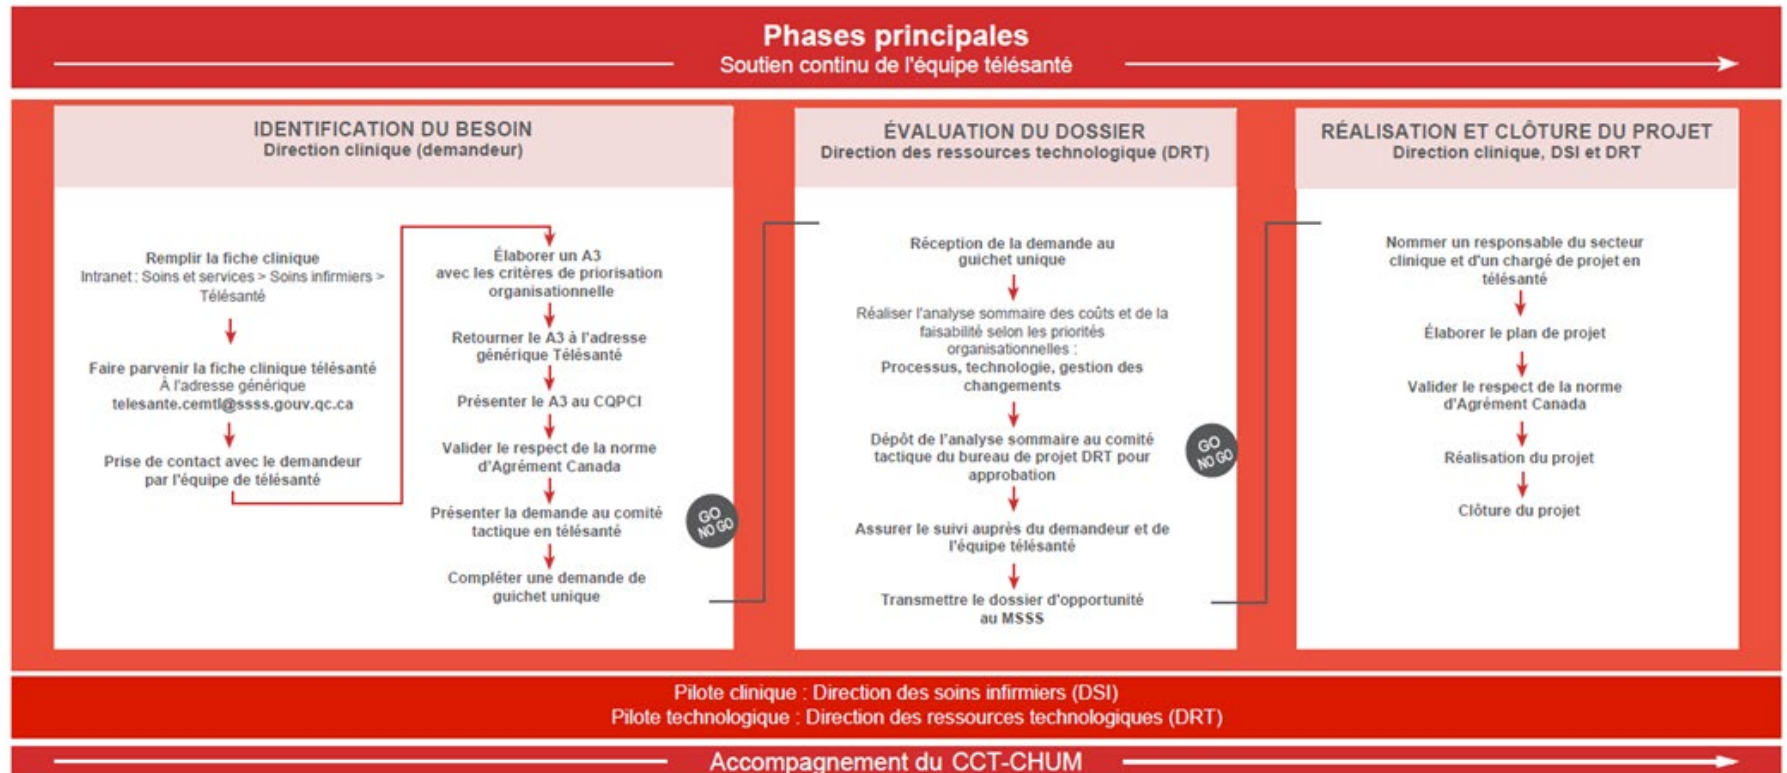 Phases principales
Soutien continu de l'équipe télésanté
IDENTIFICATION DU BESOIN
Direction clinique (demandeur)
Remplir la fiche clinique
Intranet : Soins et services > Soins infirmiers >
Télésanté
Faire parvenir la fiche clinique télésanté
À l'adresse générique
telesante.cemtl@ssss.gouv.qc.ca
Prise de contact avec le demandeur
par l'équipe de télésanté
Élaborer un A3
avec les critères de priorisation
organisationnelle
Retourner le A3 à l'adresse
générique Télésanté
Présenter le A3 au CQPCI
Valider le respect de la norme
d'Agrément Canada
Présenter la demande au comité
tactique en télésanté
GO
NO GO
Compléter une demande de
guichet unique
ÉVALUATION DU DOSSIER
Direction des ressources technologique (DRT)
Réception de la demande au
guichet unique
Réaliser l'analyse sommaire des coûts et de la
faisabilité selon les priorités
organisationnelles :
Processus, technologie, gestion des
changements
Dépôt de l'analyse sommaire au comité
tactique du bureau de projet DRT pour
approbation
GO
NO GO
Assurer le suivi auprès du demandeur et de
l'équipe télésanté
Transmettre le dossier d'opportunité
au MSSS
RÉALISATION ET CLÔTURE DU PROJET
Direction clinique, DSI et DRT
Nommer un responsable du secteur
clinique et d'un chargé de projet en
télésanté
Élaborer le plan de projet
Valider le respect de la norme
d'Agrément Canada
Réalisation du projet
Clôture du projet
Pilote clinique : Direction des soins infirmiers (DSI)
Pilote technologique : Direction des ressources technologiques (DRT)
Accompagnement du CCT-CHUM